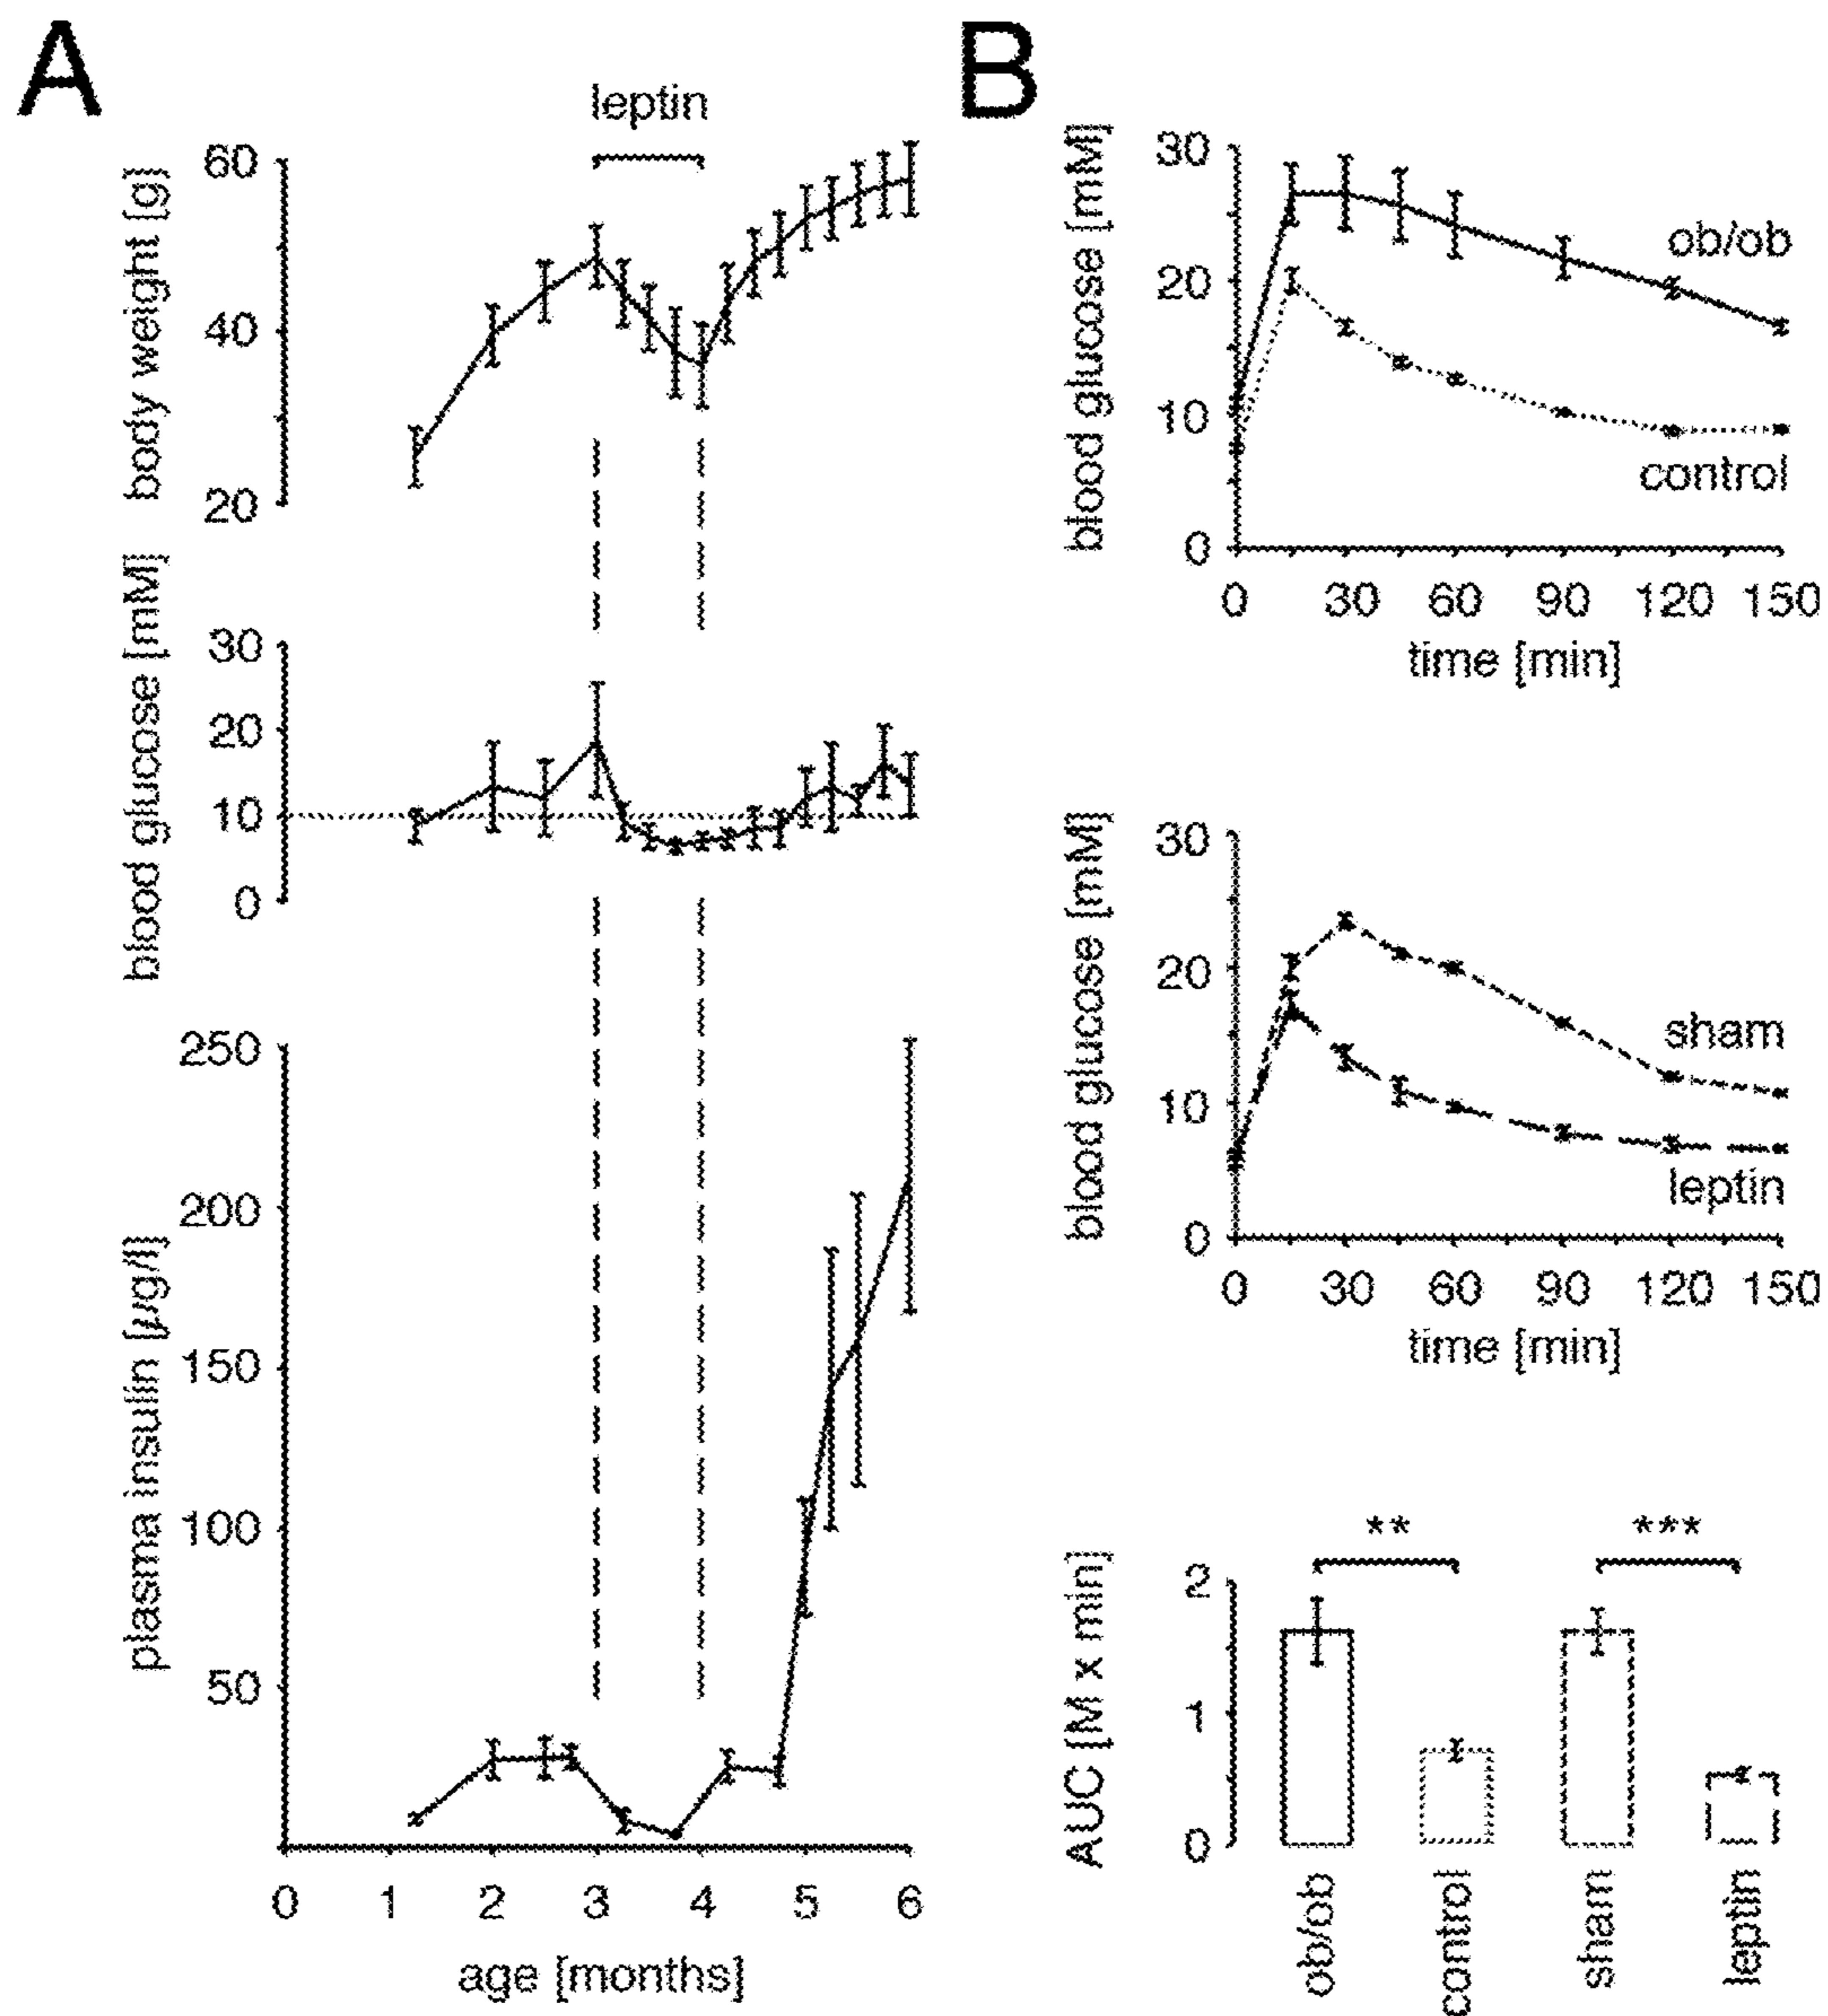 A
leptin
body weight [g]
60
40
20
blood glucose [mM]
30
20
10
0
plasma insulin [µg/l]
250
200
150
100
50
0 1 2 3 4 5 6
age [months]
B
blood glucose [mM]
30
20
10
0
ob/ob
control
0 30 60 90 120 150
time [min]
blood glucose [mM]
30
20
10
0
sham
leptin
0 30 60 90 120 150
time [min]
AUC [M x min]
2
1
0
** ***
ob/ob
control
sham
leptin